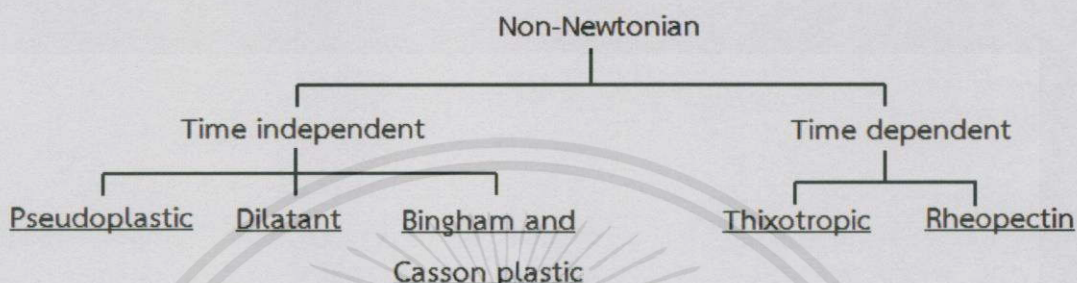 Non-Newtonian
Time independent
Time dependent
Pseudoplastic
Dilatant
Bingham and
Casson plastic
Thixotropic
Rheopectin